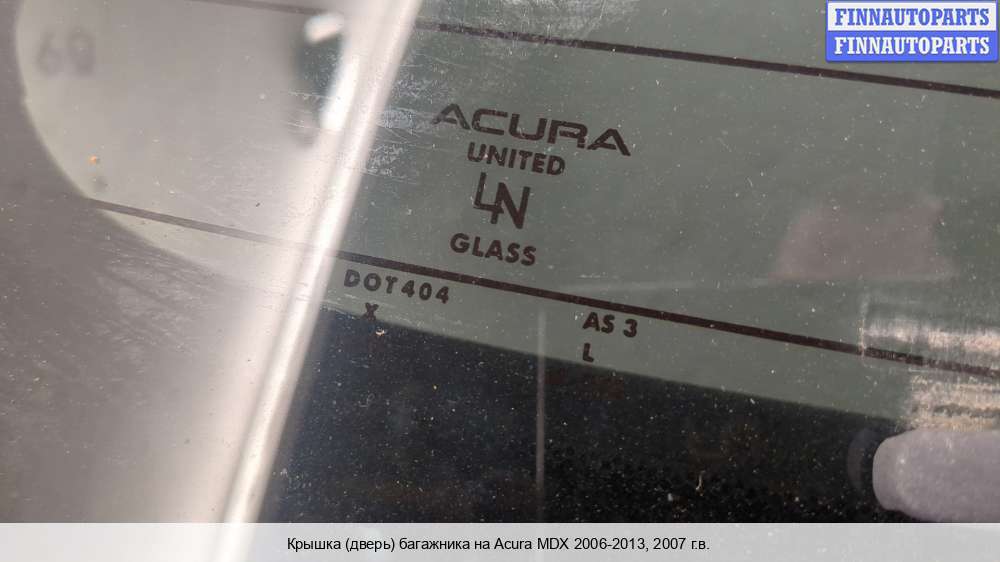 FINNAUTOPARTS
FINNAUTOPARTS
ACURA
UNITED
LN
GLASS
DOT404
X
AS 3
L
Крышка (дверь) багажника на Acura MDX 2006-2013, 2007 г.в.